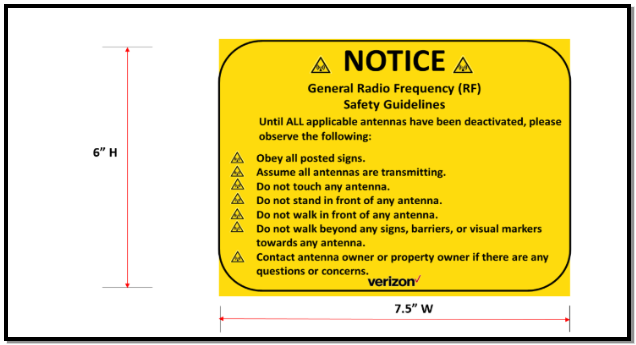 NOTICE
General Radio Frequency (RF)
Safety Guidelines
Until ALL applicable antennas have been deactivated, please
observe the following:
Obey all posted signs.
Assume all antennas are transmitting.
Do not touch any antenna.
Do not stand in front of any antenna.
Do not walk in front of any antenna.
Do not walk beyond any signs, barriers, or visual markers
towards any antenna.
Contact antenna owner or property owner if there are any
questions or concerns.
verizon✓
6” H
7.5” W